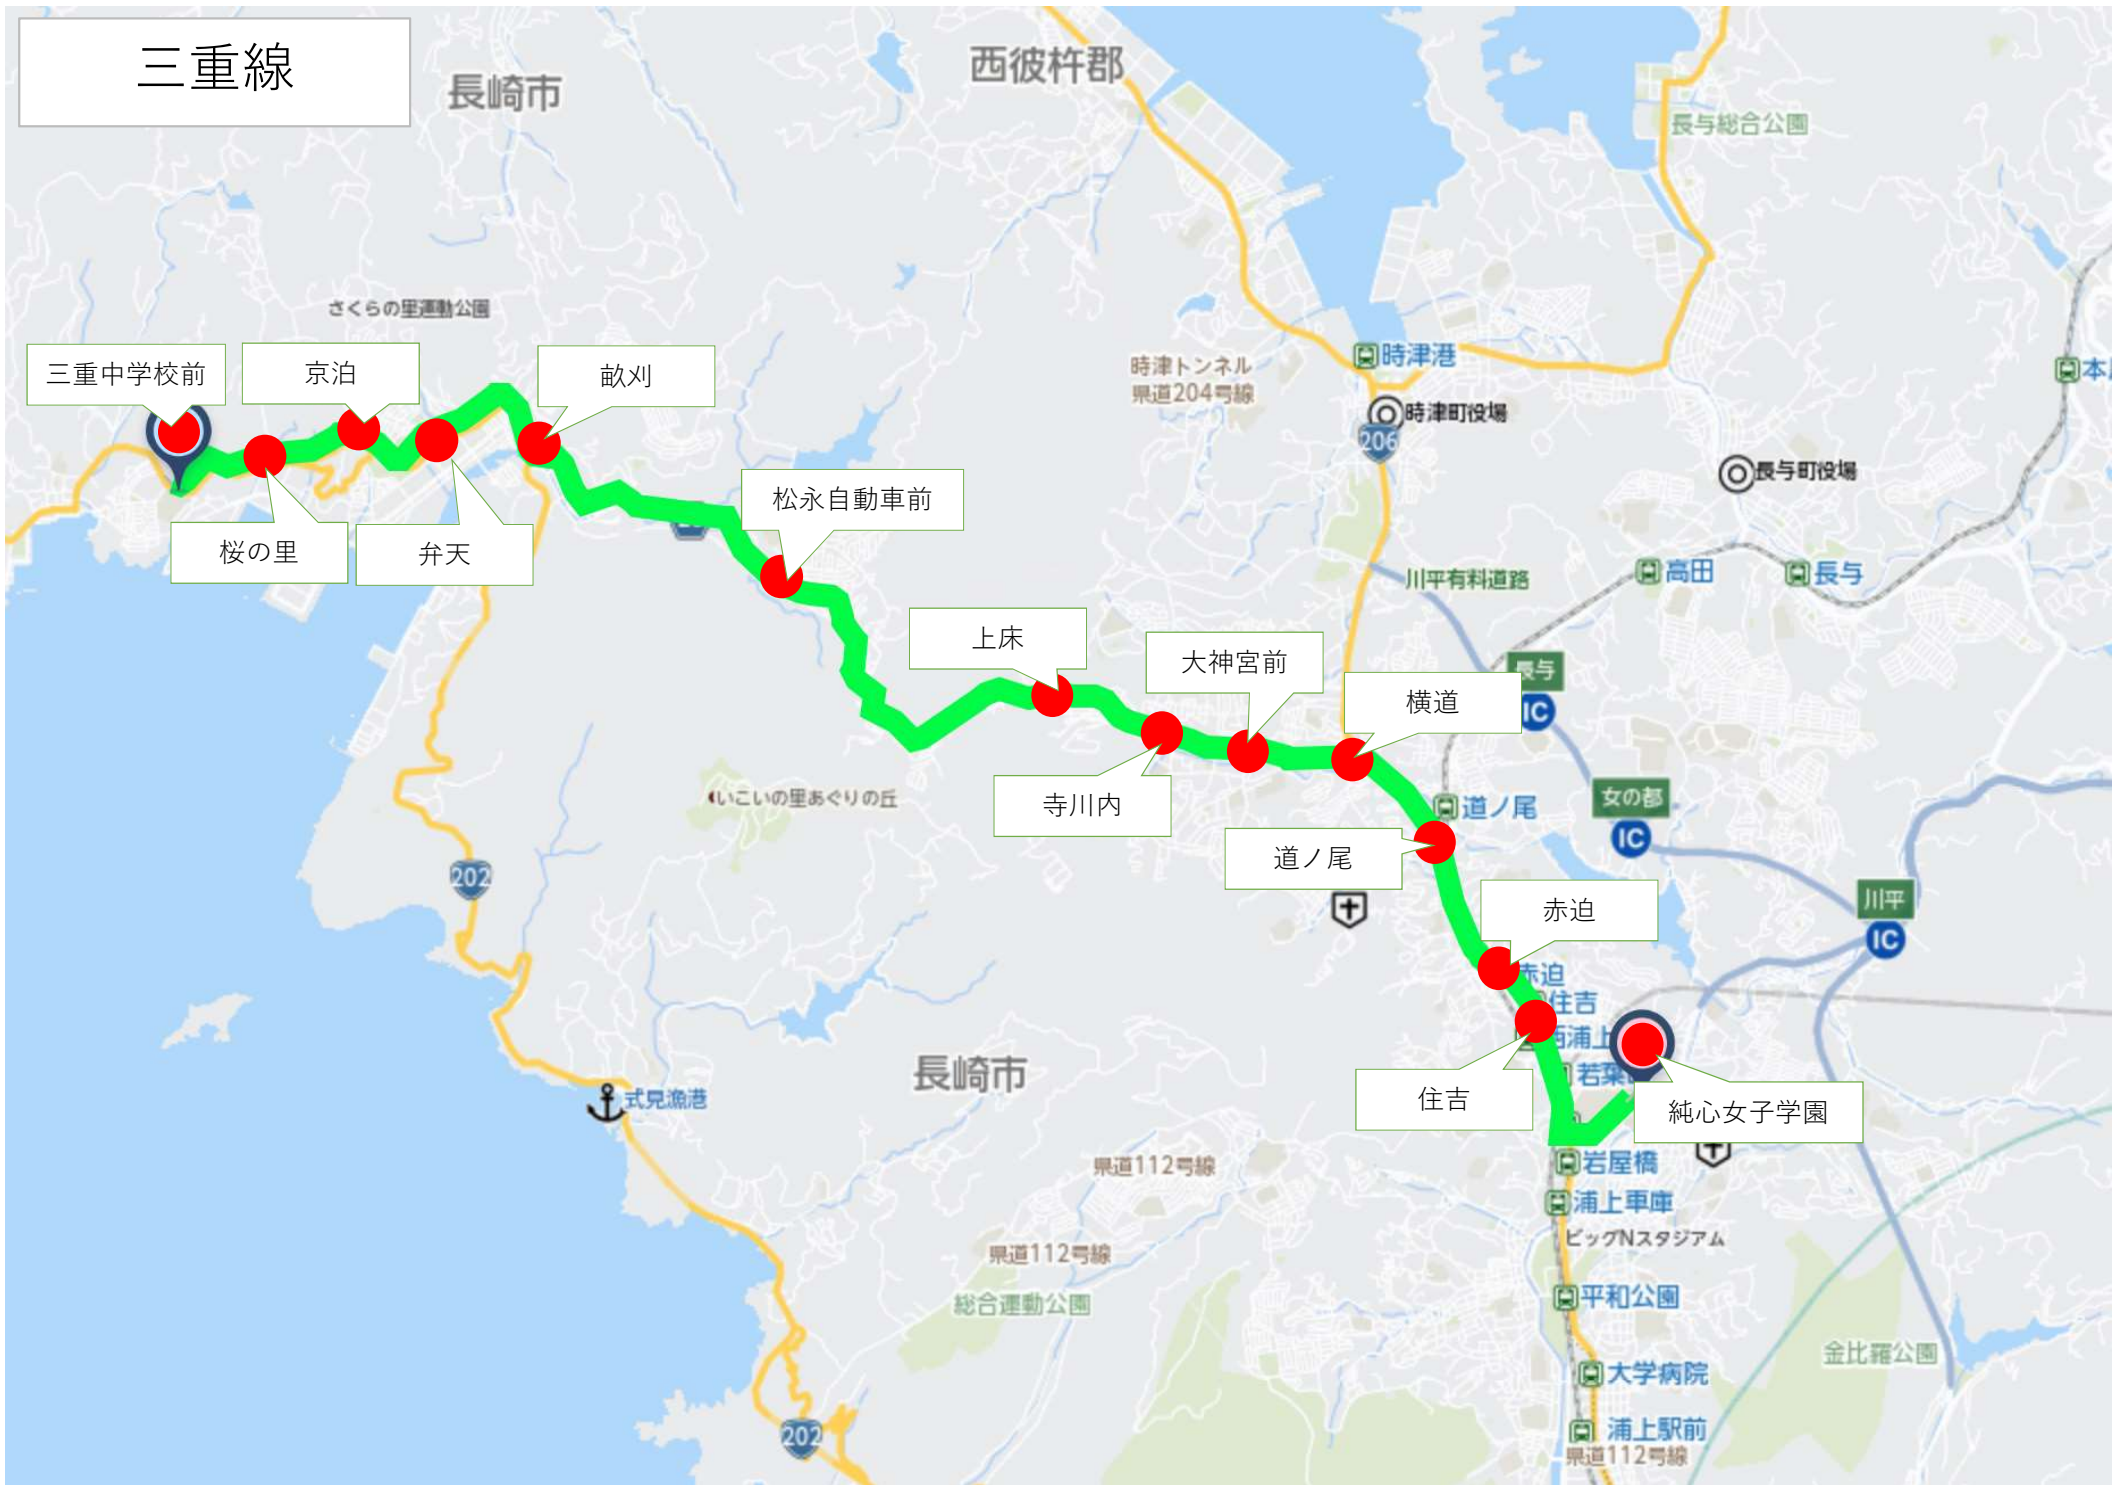 三重線
長崎市
西彼杵郡
長与総合公園
さくらの里運動公園
三重中学校前
京泊
畝刈
時津トンネル
県道204号線
時津港
時津町役場
206
長与町役場
松永自動車前
桜の里
弁天
川平有料道路
高田
長与
上床
大神宮前
横道
長与
IC
寺川内
いこいの里あぐりの丘
道ノ尾
女の都
IC
道ノ尾
202
赤迫
川平
IC
赤迫
住吉
西浦上
若葉
住吉
純心女子学園
長崎市
式見漁港
県道112号線
岩屋橋
浦上車庫
ビッグNスタジアム
県道112号線
総合運動公園
平和公園
金比羅公園
大学病院
202
浦上駅前
県道112号線